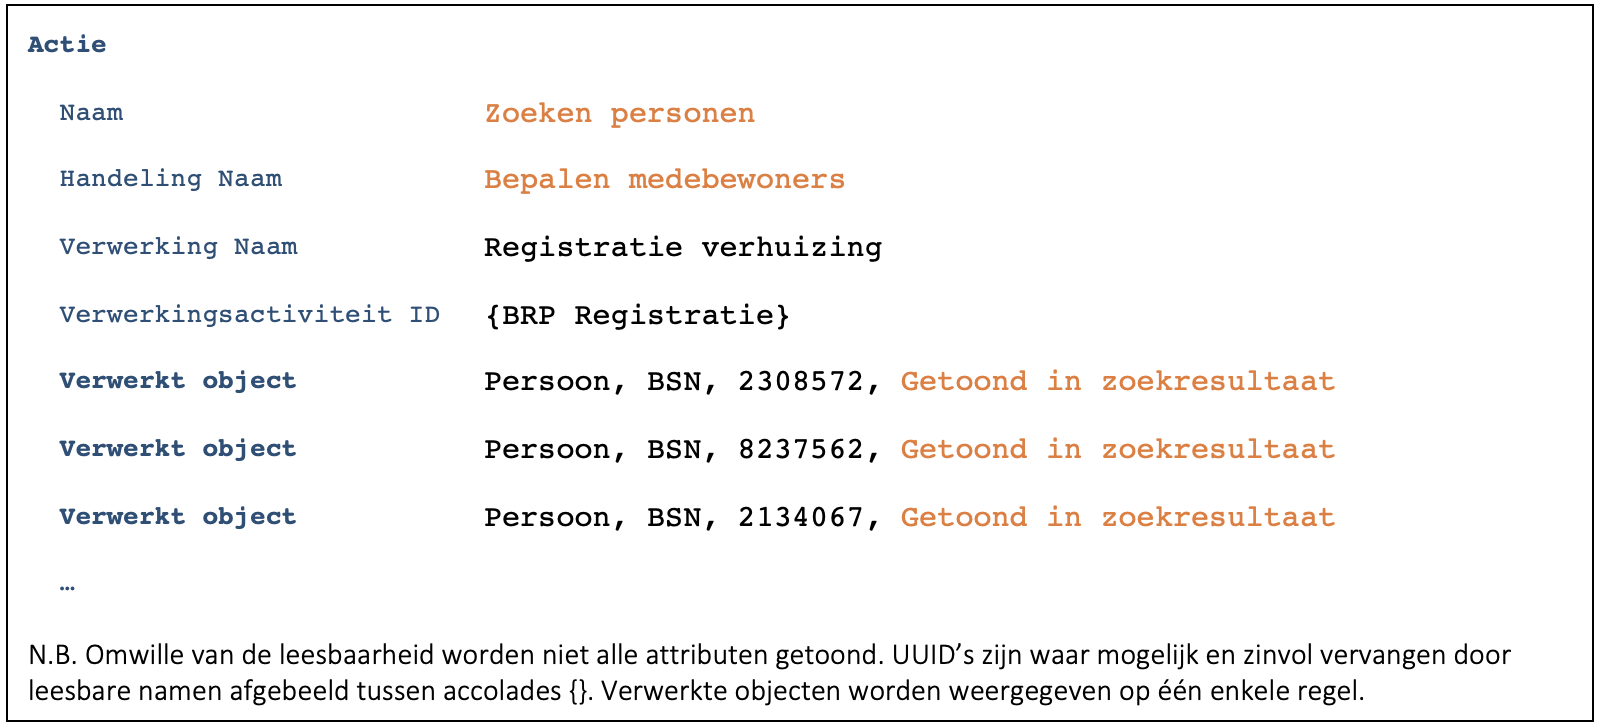 Actie
Naam Zoeken personen
Handeling Naam Bepalen medebewoners
Verwerking Naam Registratie verhuizing
Verwerkingsactiviteit ID {BRP Registratie}
Verwerkt object Persoon, BSN, 2308572, Getoond in zoekresultaat
Verwerkt object Persoon, BSN, 8237562, Getoond in zoekresultaat
Verwerkt object Persoon, BSN, 2134067, Getoond in zoekresultaat
…
N.B. Omwille van de leesbaarheid worden niet alle attributen getoond. UUID’s zijn waar mogelijk en zinvol vervangen door
leesbare namen afgebeeld tussen accolades {}. Verwerkte objecten worden weergegeven op één enkele regel.